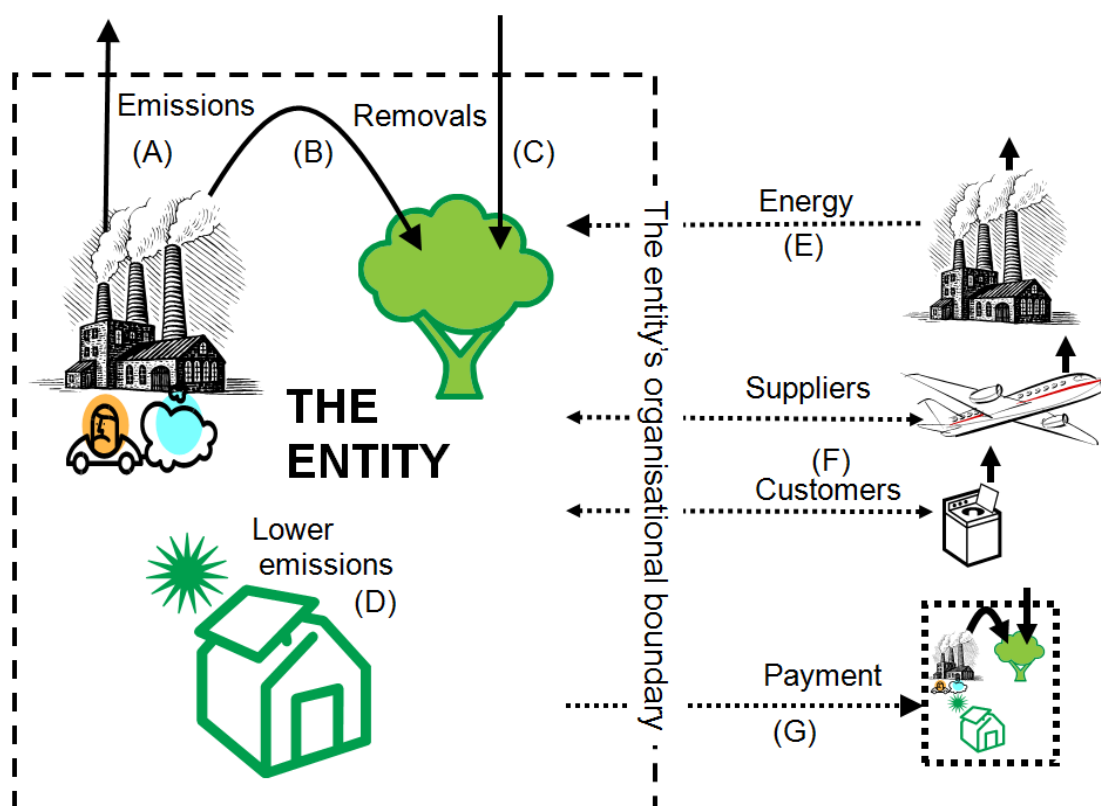 Emissions
(A)
(B)
Removals
(C)
THE
ENTITY
Lower
emissions
(D)
The entity's organisational boundary
Energy
(E)
Suppliers
(F)
Customers
Payment
(G)